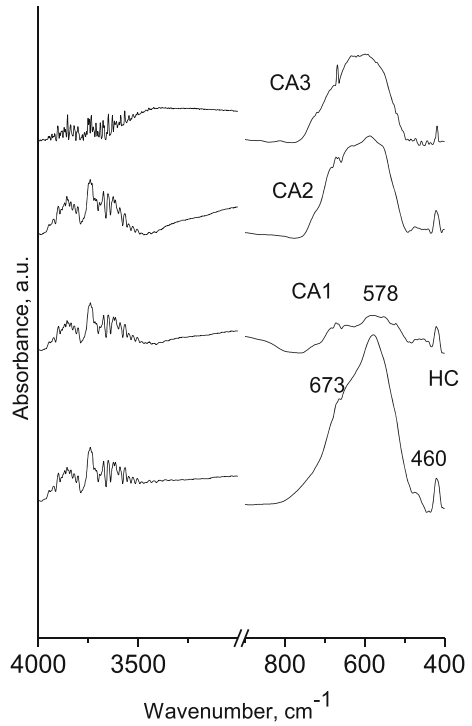 CA3
CA2
CA1
578
HC
673
460
Absorbance, a.u.
4000 3500 800 600 400
Wavenumber, cm⁻¹